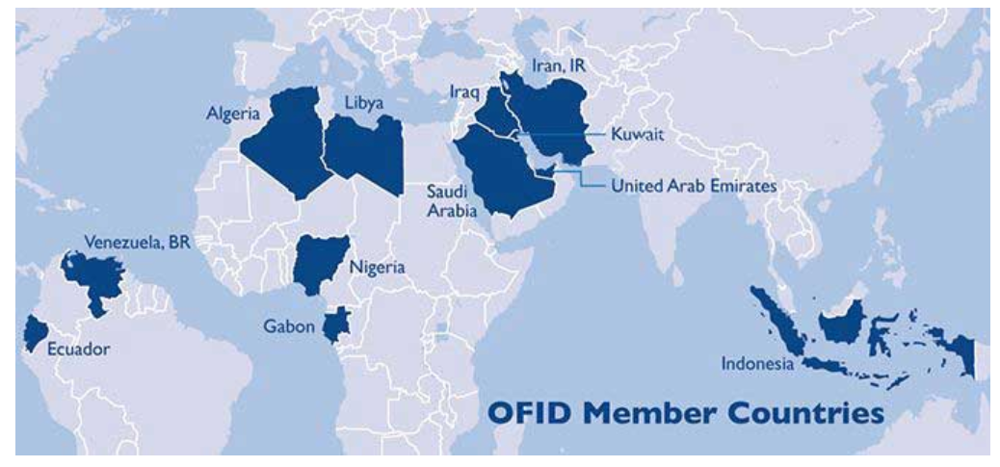 Iran, IR
Iraq
Algeria
Libya
Kuwait
United Arab Emirates
Saudi
Arabia
Venezuela, BR
Nigeria
Gabon
Ecuador
Indonesia
OFID Member Countries